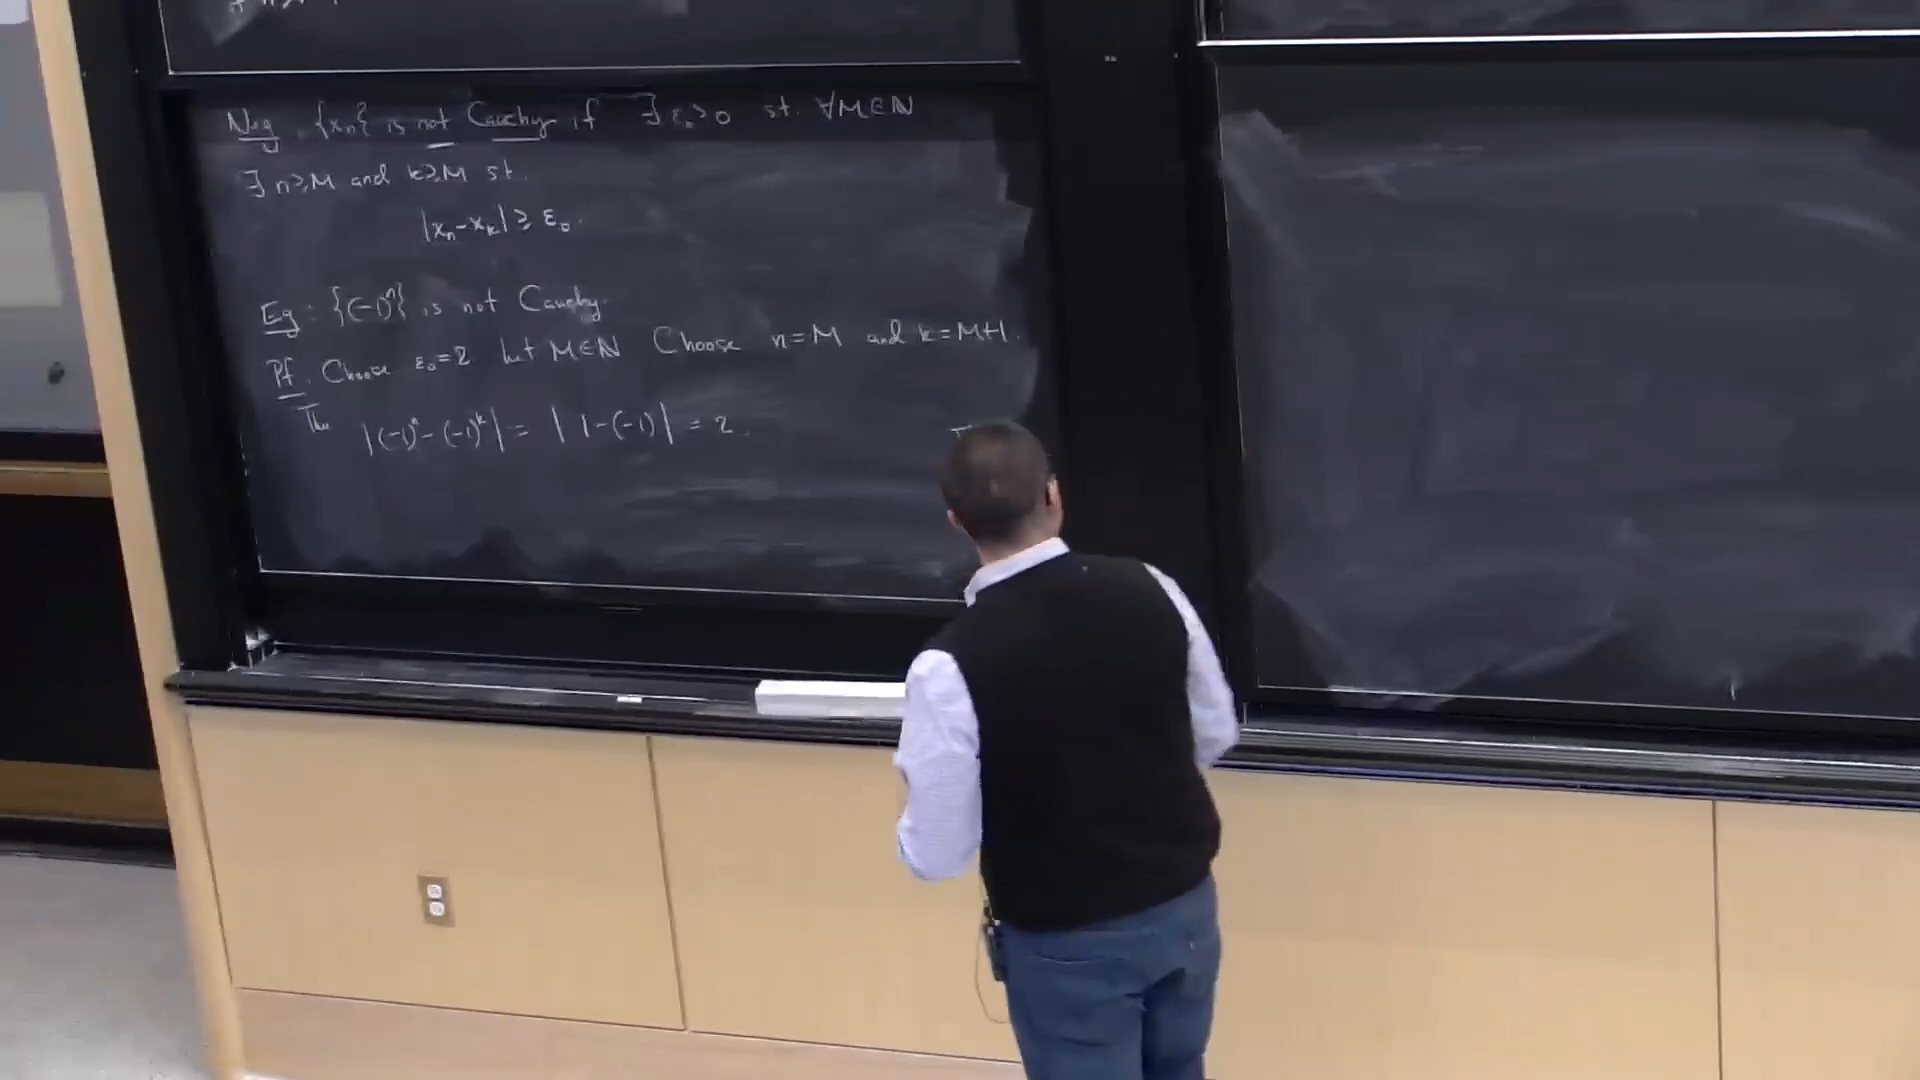 Neg. {xₙ} is not Cauchy if ∃ ε₀>0 st. ∀M∈ℕ
∃ n≥M and k≥M st.
|xₙ-xₖ| ≥ ε₀.
Eg: {(-1)ⁿ} is not Cauchy.
Pf. Choose ε₀=2 Let M∈ℕ Choose n=M and k=M+1.
The |(-1)ⁿ-(-1)ᵏ| = | 1-(-1)| = 2.